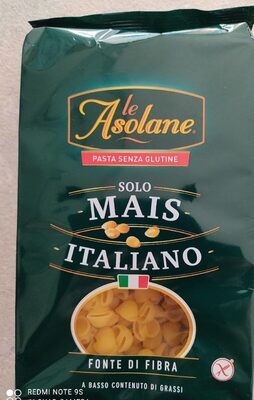 le
Asolane®
PASTA SENZA GLUTINE
SOLO
MAIS
ITALIANO
FONTE DI FIBRA
A BASSO CONTENUTO DI GRASSI
REDMI NOTE 9S